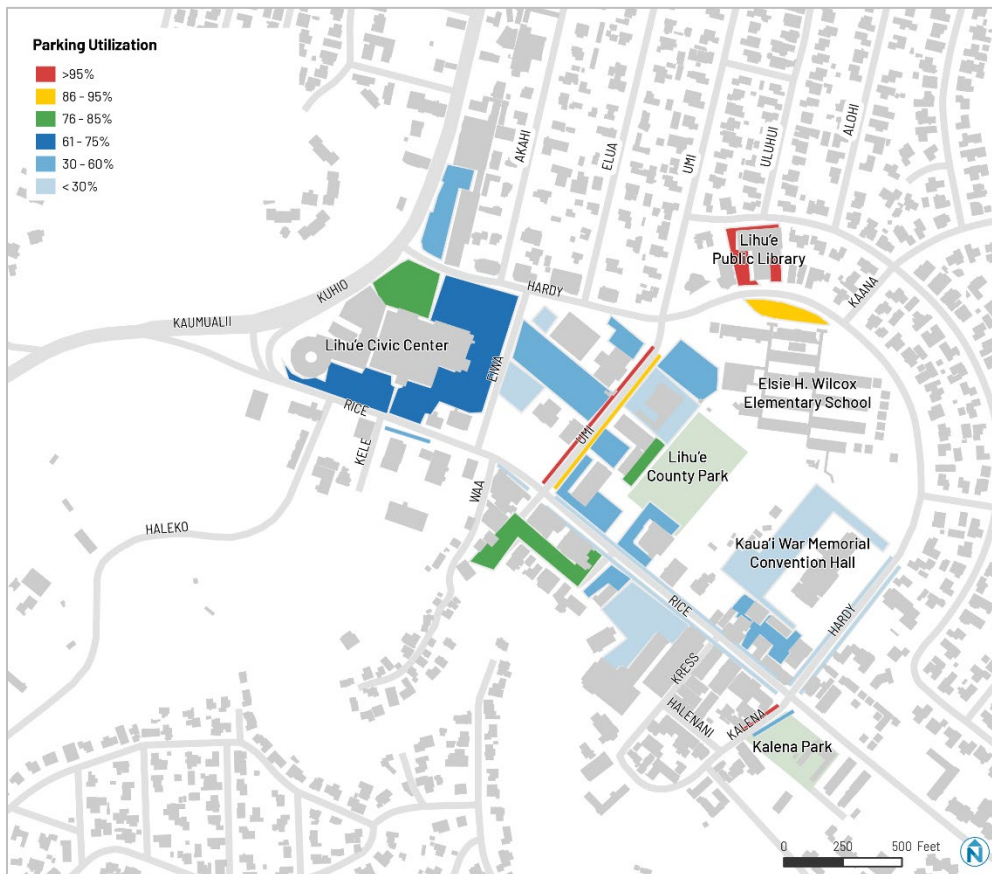 Parking Utilization
>95%
86 - 95%
76 - 85%
61 - 75%
30 - 60%
< 30%
AKAHI
ELUA
UMI
ULUHUI
ALOHI
Lihu'e
Public Library
KAANA
KUHIO
HARDY
KAUMUALII
Lihu'e Civic Center
EIWA
Elsie H. Wilcox
Elementary School
RICE
KELE
UMI
Lihu'e
County Park
WAA
HALEKO
Kaua'i War Memorial
Convention Hall
RICE
HARDY
KRESS
HALENANI
KALENA
Kalena Park
0 250 500 Feet
N